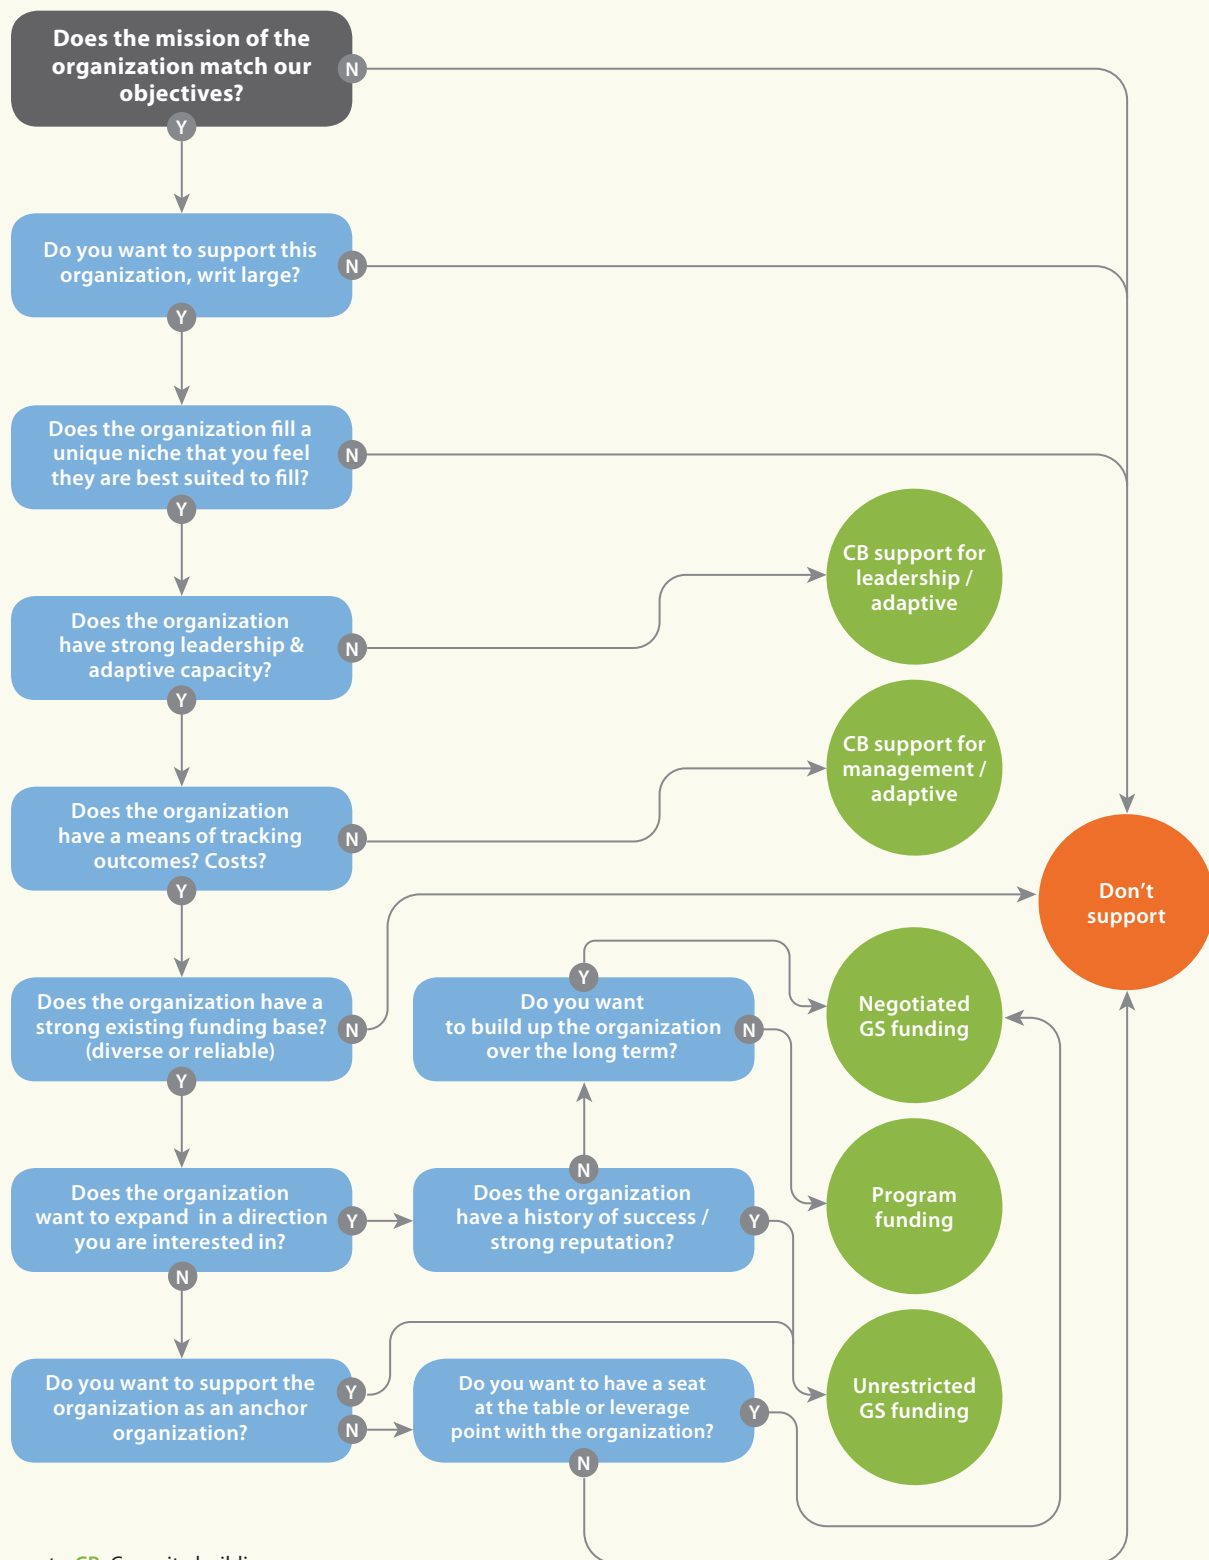 Does the mission of the
organization match our
objectives?
N
Y
Do you want to support this
organization, writ large?
N
Y
Does the organization fill a
unique niche that you feel
they are best suited to fill?
N
Y
CB support for
leadership /
adaptive
Does the organization
have strong leadership &
adaptive capacity?
N
Y
CB support for
management /
adaptive
Does the organization
have a means of tracking
outcomes? Costs?
N
Y
Don't
support
Does the organization have a
strong existing funding base?
(diverse or reliable)
N
Y
Y
Do you want
to build up the organization
over the long term?
N
Negotiated
GS funding
Does the organization
want to expand in a direction
you are interested in?
Y
N
N
Does the organization
have a history of success /
strong reputation?
Y
Program
funding
Do you want to support the
organization as an anchor
organization?
Y
N
Do you want to have a seat
at the table or leverage
point with the organization?
Y
N
Unrestricted
GS funding
CB